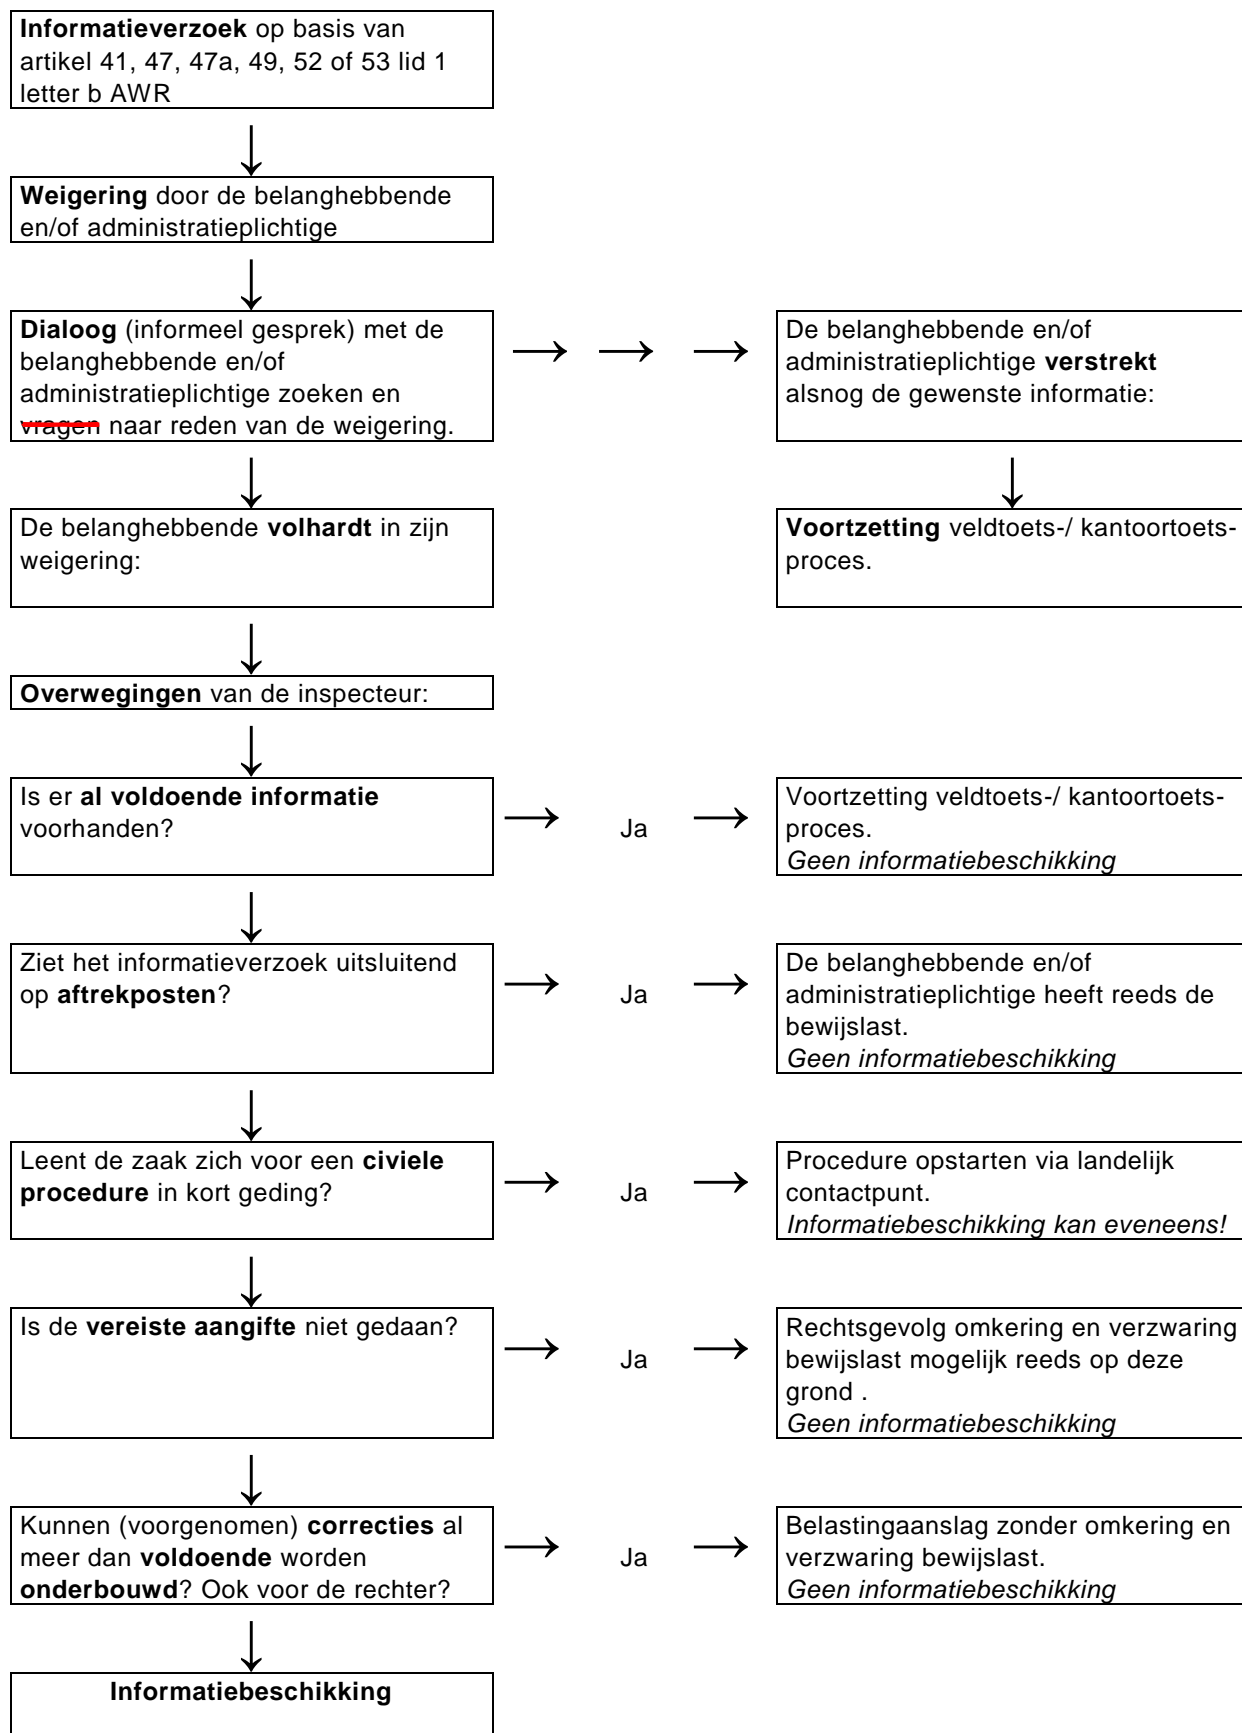 Informatieverzoek op basis van
artikel 41, 47, 47a, 49, 52 of 53 lid 1
letter b AWR
Weigering door de belanghebbende
en/of administratieplichtige
Dialoog (informeel gesprek) met de
belanghebbende en/of
administratieplichtige zoeken en
vragen naar reden van de weigering.
De belanghebbende en/of
administratieplichtige verstrekt
alsnog de gewenste informatie:
De belanghebbende volhardt in zijn
weigering:
Voortzetting veldtoets-/ kantoortoets-
proces.
Overwegingen van de inspecteur:
Is er al voldoende informatie
voorhanden?
Ja
Voortzetting veldtoets-/ kantoortoets-
proces.
Geen informatiebeschikking
Ziet het informatieverzoek uitsluitend
op aftrekposten?
Ja
De belanghebbende en/of
administratieplichtige heeft reeds de
bewijslast.
Geen informatiebeschikking
Leent de zaak zich voor een civiele
procedure in kort geding?
Ja
Procedure opstarten via landelijk
contactpunt.
Informatiebeschikking kan eveneens!
Is de vereiste aangifte niet gedaan?
Ja
Rechtsgevolg omkering en verzwaring
bewijslast mogelijk reeds op deze
grond .
Geen informatiebeschikking
Kunnen (voorgenomen) correcties al
meer dan voldoende worden
onderbouwd? Ook voor de rechter?
Ja
Belastingaanslag zonder omkering en
verzwaring bewijslast.
Geen informatiebeschikking
Informatiebeschikking